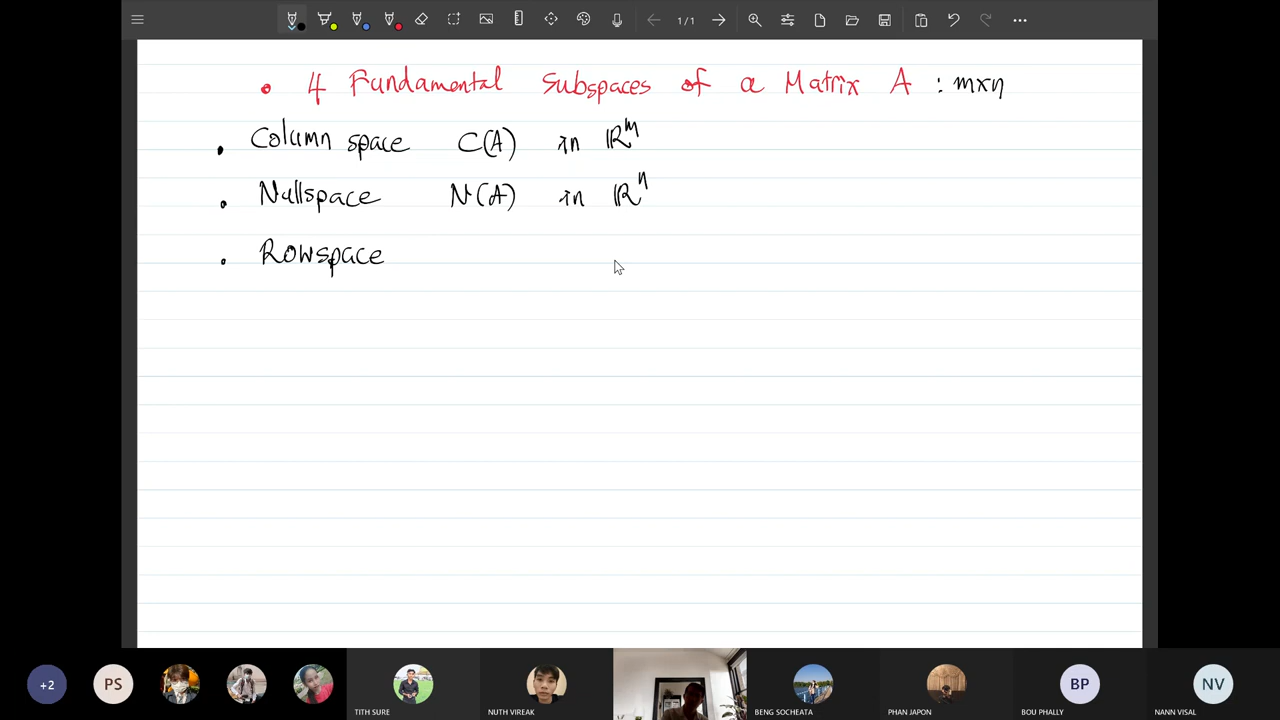 1/1
• 4 Fundamental Subspaces of a Matrix A : m×n
• Column space C(A) in ℝᵐ
• Nullspace N(A) in ℝⁿ
• Rowspace
+2
PS
TITH SURE
NUTH VIREAK
BENG SOCHEATA
PHAN JAPON
BP
BOU PHALLY
NV
NANN VISAL